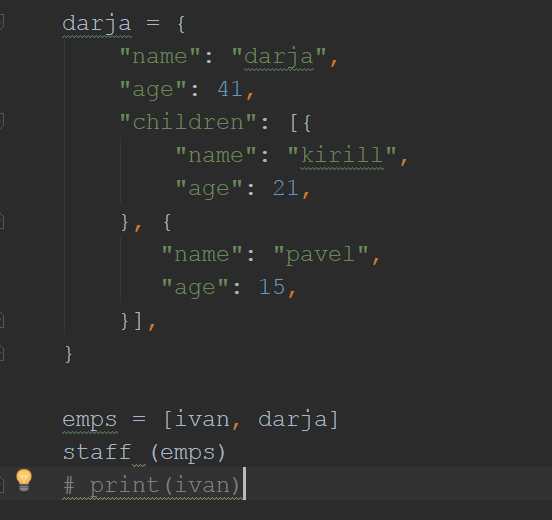 darja = {
"name": "darja",
"age": 41,
"children": [{
"name": "kirill",
"age": 21,
}, {
"name": "pavel",
"age": 15,
}],
}
emps = [ivan, darja]
staff (emps)
# print(ivan)